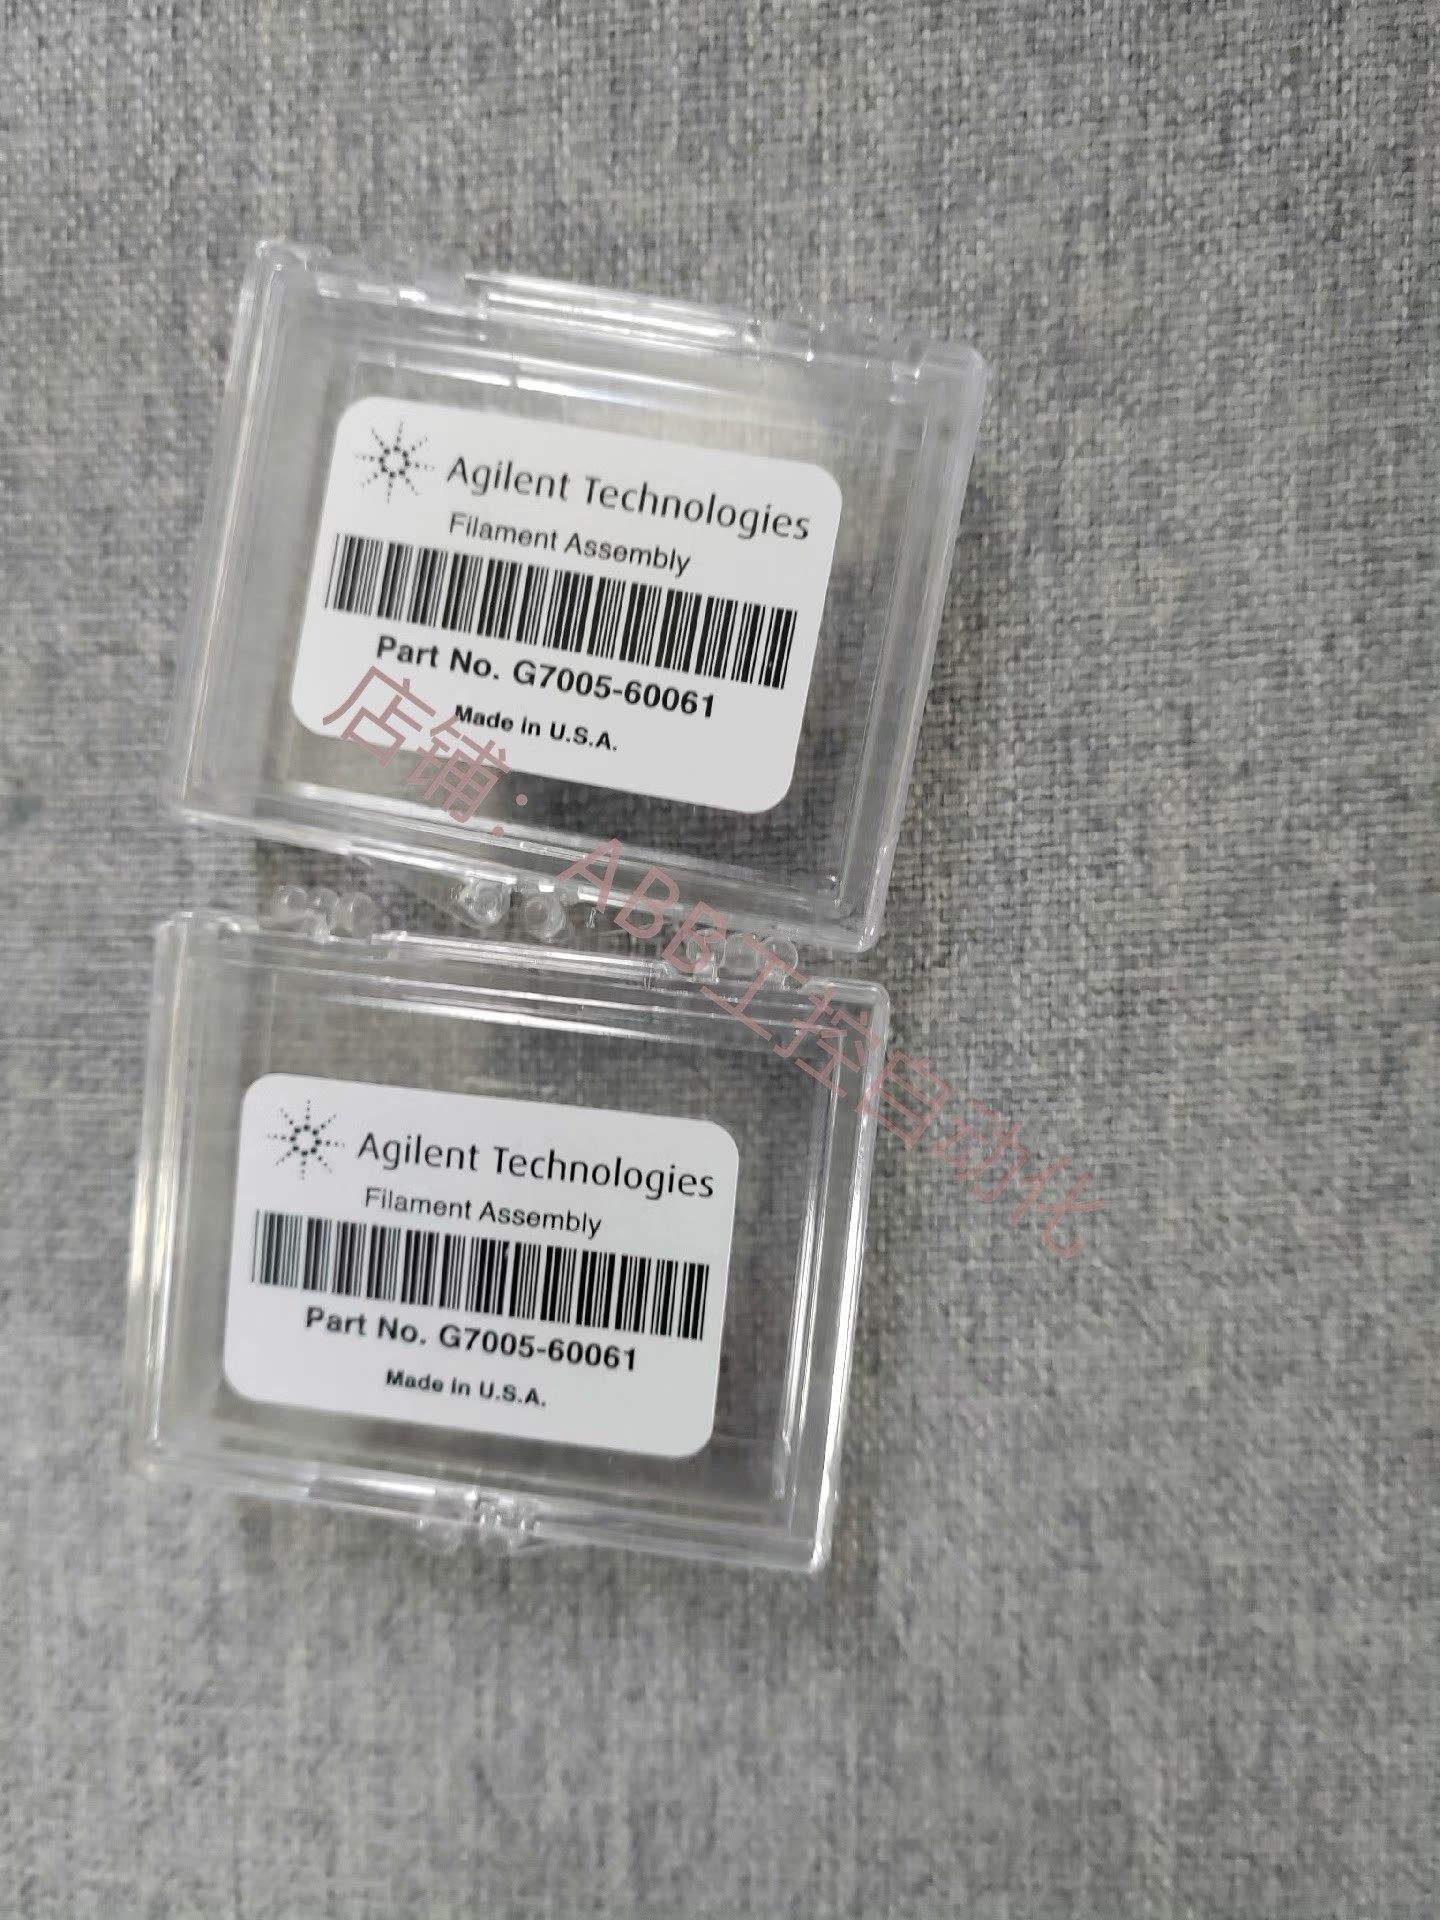 Agilent Technologies
Filament Assembly
Part No. G7005-60061
Made in U.S.A.
店铺：ABB工控自动化
Agilent Technologies
Filament Assembly
Part No. G7005-60061
Made in U.S.A.